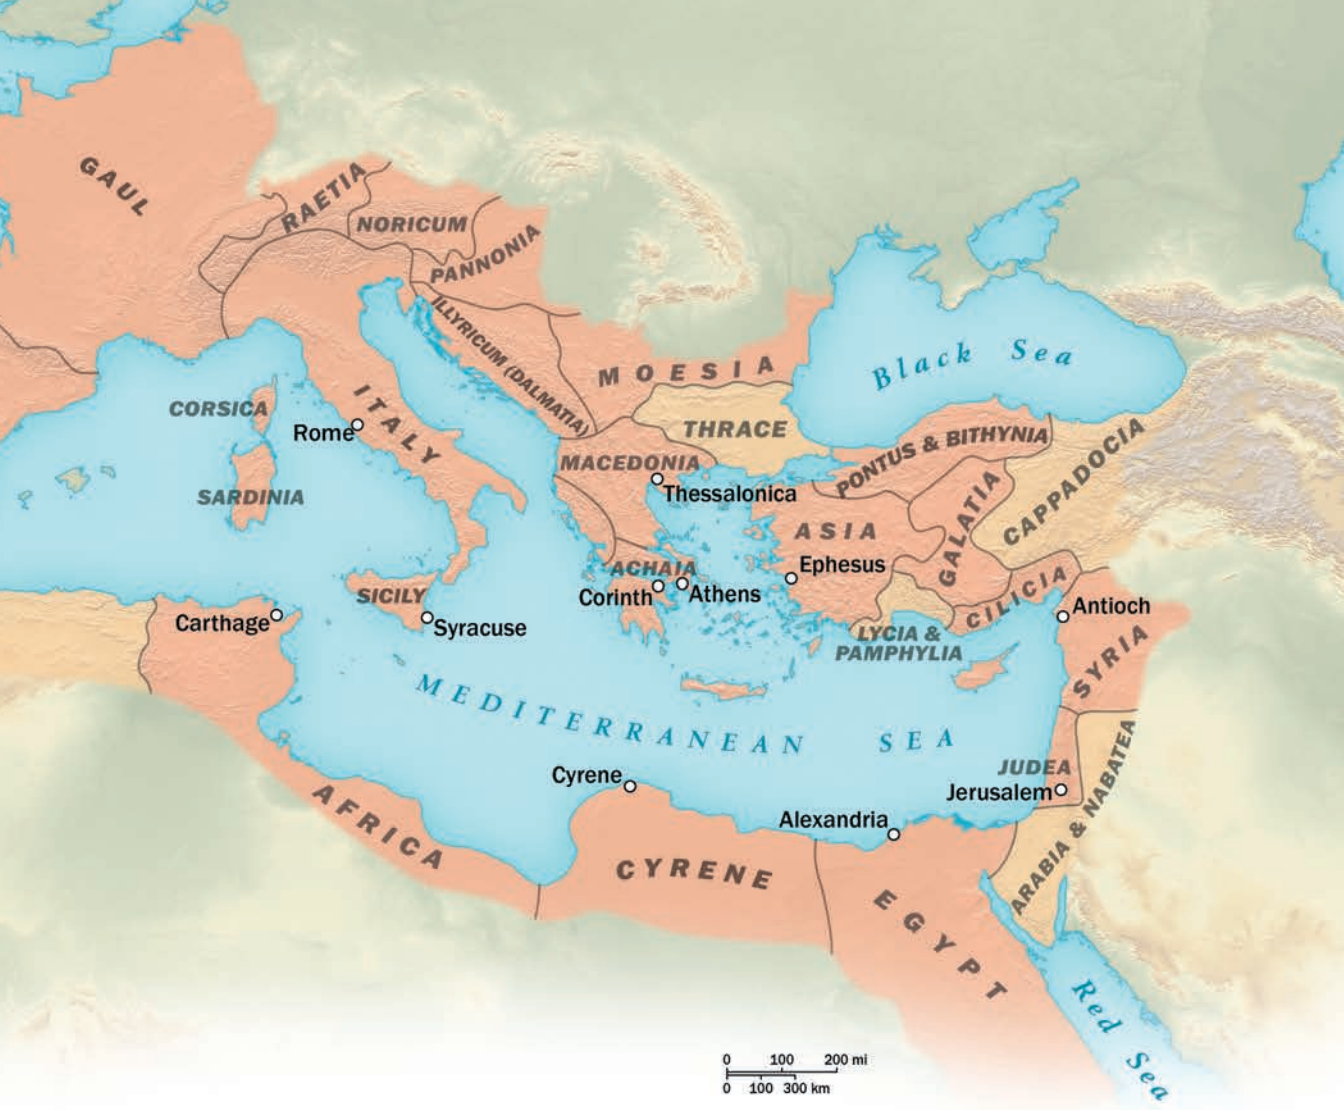 GAUL
RAETIA
NORICUM
PANNONIA
ILLYRICUM (DALMATIA)
MOESIA
Black Sea
ITALY
CORSICA
Rome
THRACE
PONTUS & BITHYNIA
CAPPADOCIA
MACEDONIA
Thessalonica
SARDINIA
ASIA
GALATIA
Ephesus
ACHAIA
Corinth
Athens
CILICIA
Antioch
SICILY
Syracuse
Carthage
LYCIA &
PAMPHYLIA
SYRIA
MEDITERRANEAN SEA
JUDEA
Jerusalem
ARABIA & NABATEA
Cyrene
Alexandria
AFRICA
CYRENE
EGYPT
Red Sea
0 100 200 mi
0 100 300 km